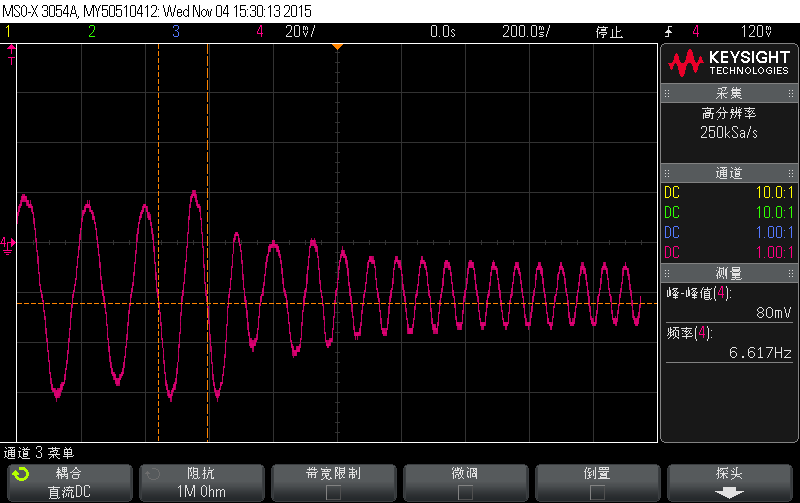 MSO-X 3054A, MY50510412: Wed Nov 04 15:30:13 2015
1 2 3 4 20mV/ 0.0s 200.0ms/ 停止 4 120mV
T
4
KEYSIGHT
TECHNOLOGIES
采集
高分辨率
250kSa/s
通道
DC 10.0:1
DC 10.0:1
DC 1.00:1
DC 1.00:1
测量
峰-峰值(4):
80mV
频率(4):
6.617Hz
通道 3 菜单
耦合
直流DC
阻抗
1M Ohm
带宽限制
微调
倒置
探头